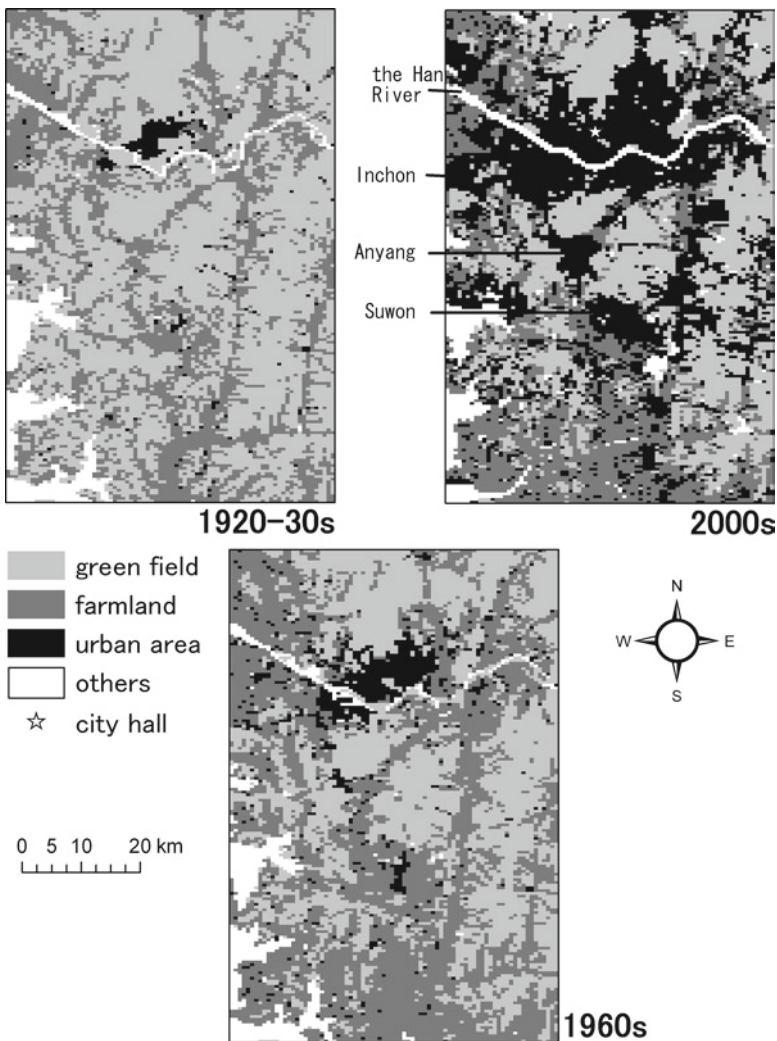 the Han
River
Inchon
Anyang
Suwon
1920-30s
2000s
green field
farmland
urban area
others
☆ city hall
N
W E
S
0 5 10 20 km
1960s